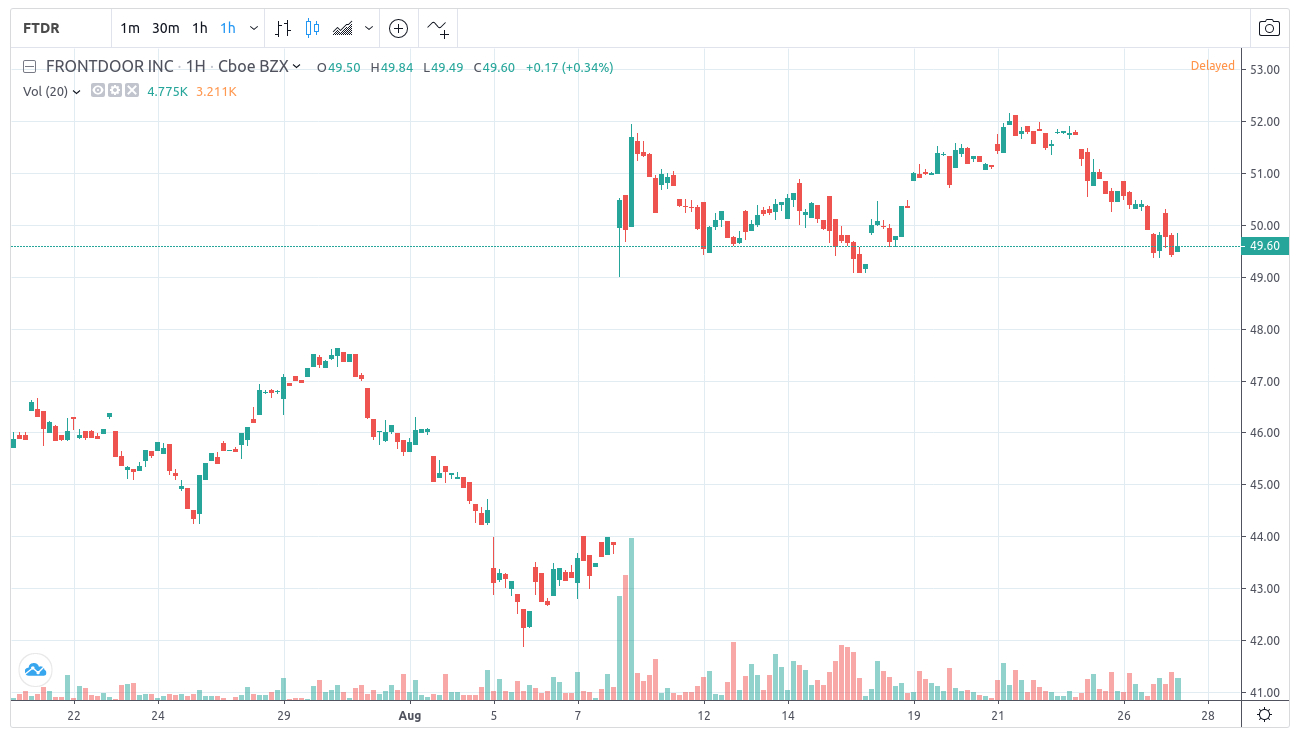 FTDR 1m 30m 1h 1h
FRONTDOOR INC · 1H · Cboe BZX O49.50 H49.84 L49.49 C49.60 +0.17 (+0.34%)
Delayed
Vol (20) 4.775K 3.211K
53.00
52.00
51.00
50.00
49.60
49.00
48.00
47.00
46.00
45.00
44.00
43.00
42.00
41.00
22 24 29 Aug 5 7 12 14 19 21 26 28